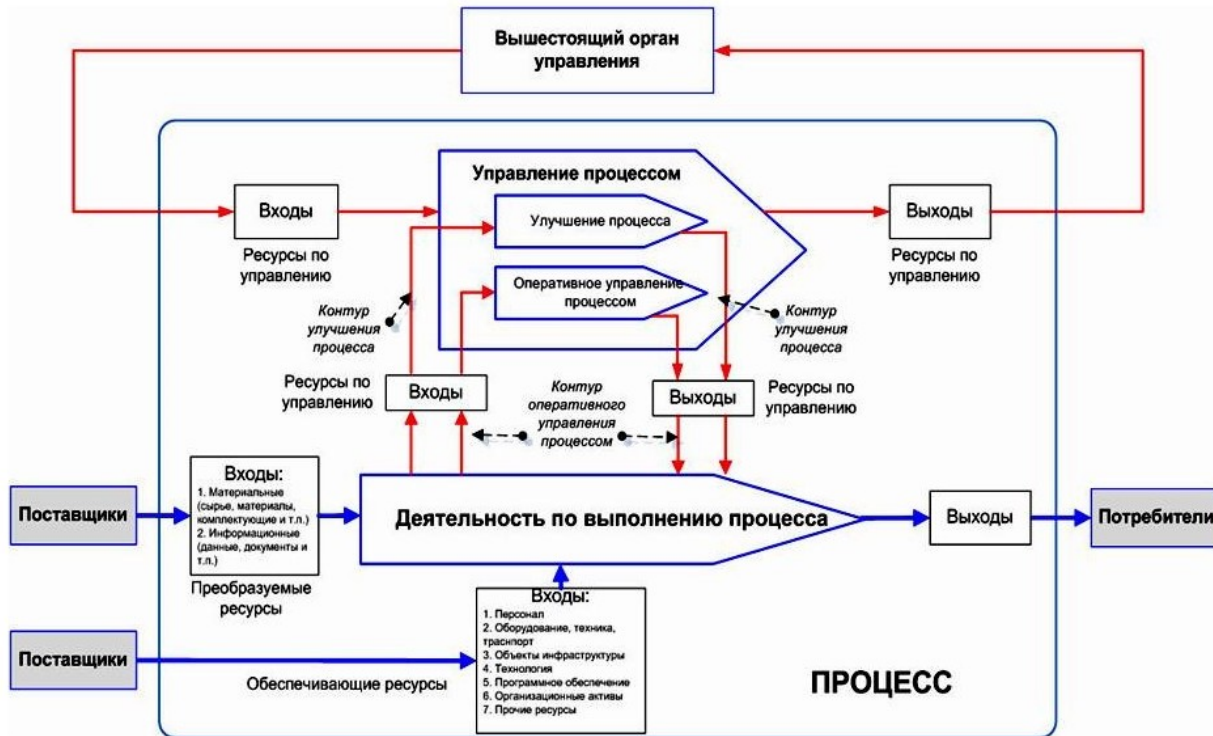 Вышестоящий орган
управления
Управление процессом
Входы
Ресурсы по
управлению
Улучшение процесса
Выходы
Ресурсы по
управлению
Оперативное управление
процессом
Контур
улучшения
процесса
Контур
улучшения
процесса
Ресурсы по
управлению
Входы
Контур
оперативного
управления
процессом
Выходы
Ресурсы по
управлению
Поставщики
Входы:
1. Материальные
(сырье, материалы,
комплектующие и т.п.)
2. Информационные
(данные, документы и
т.п.)
Преобразуемые
ресурсы
Деятельность по выполнению процесса
Выходы
Потребители
Поставщики
Обеспечивающие ресурсы
Входы:
1. Персонал
2. Оборудование, техника,
траснпорт
3. Объекты инфраструктуры
4. Технология
5. Программное обеспечение
6. Организационные активы
7. Прочие ресурсы
ПРОЦЕСС